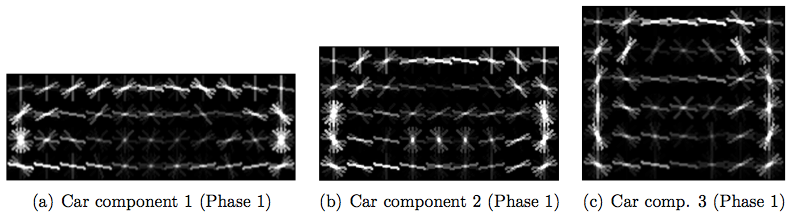 (a) Car component 1 (Phase 1)
(b) Car component 2 (Phase 1)
(c) Car comp. 3 (Phase 1)